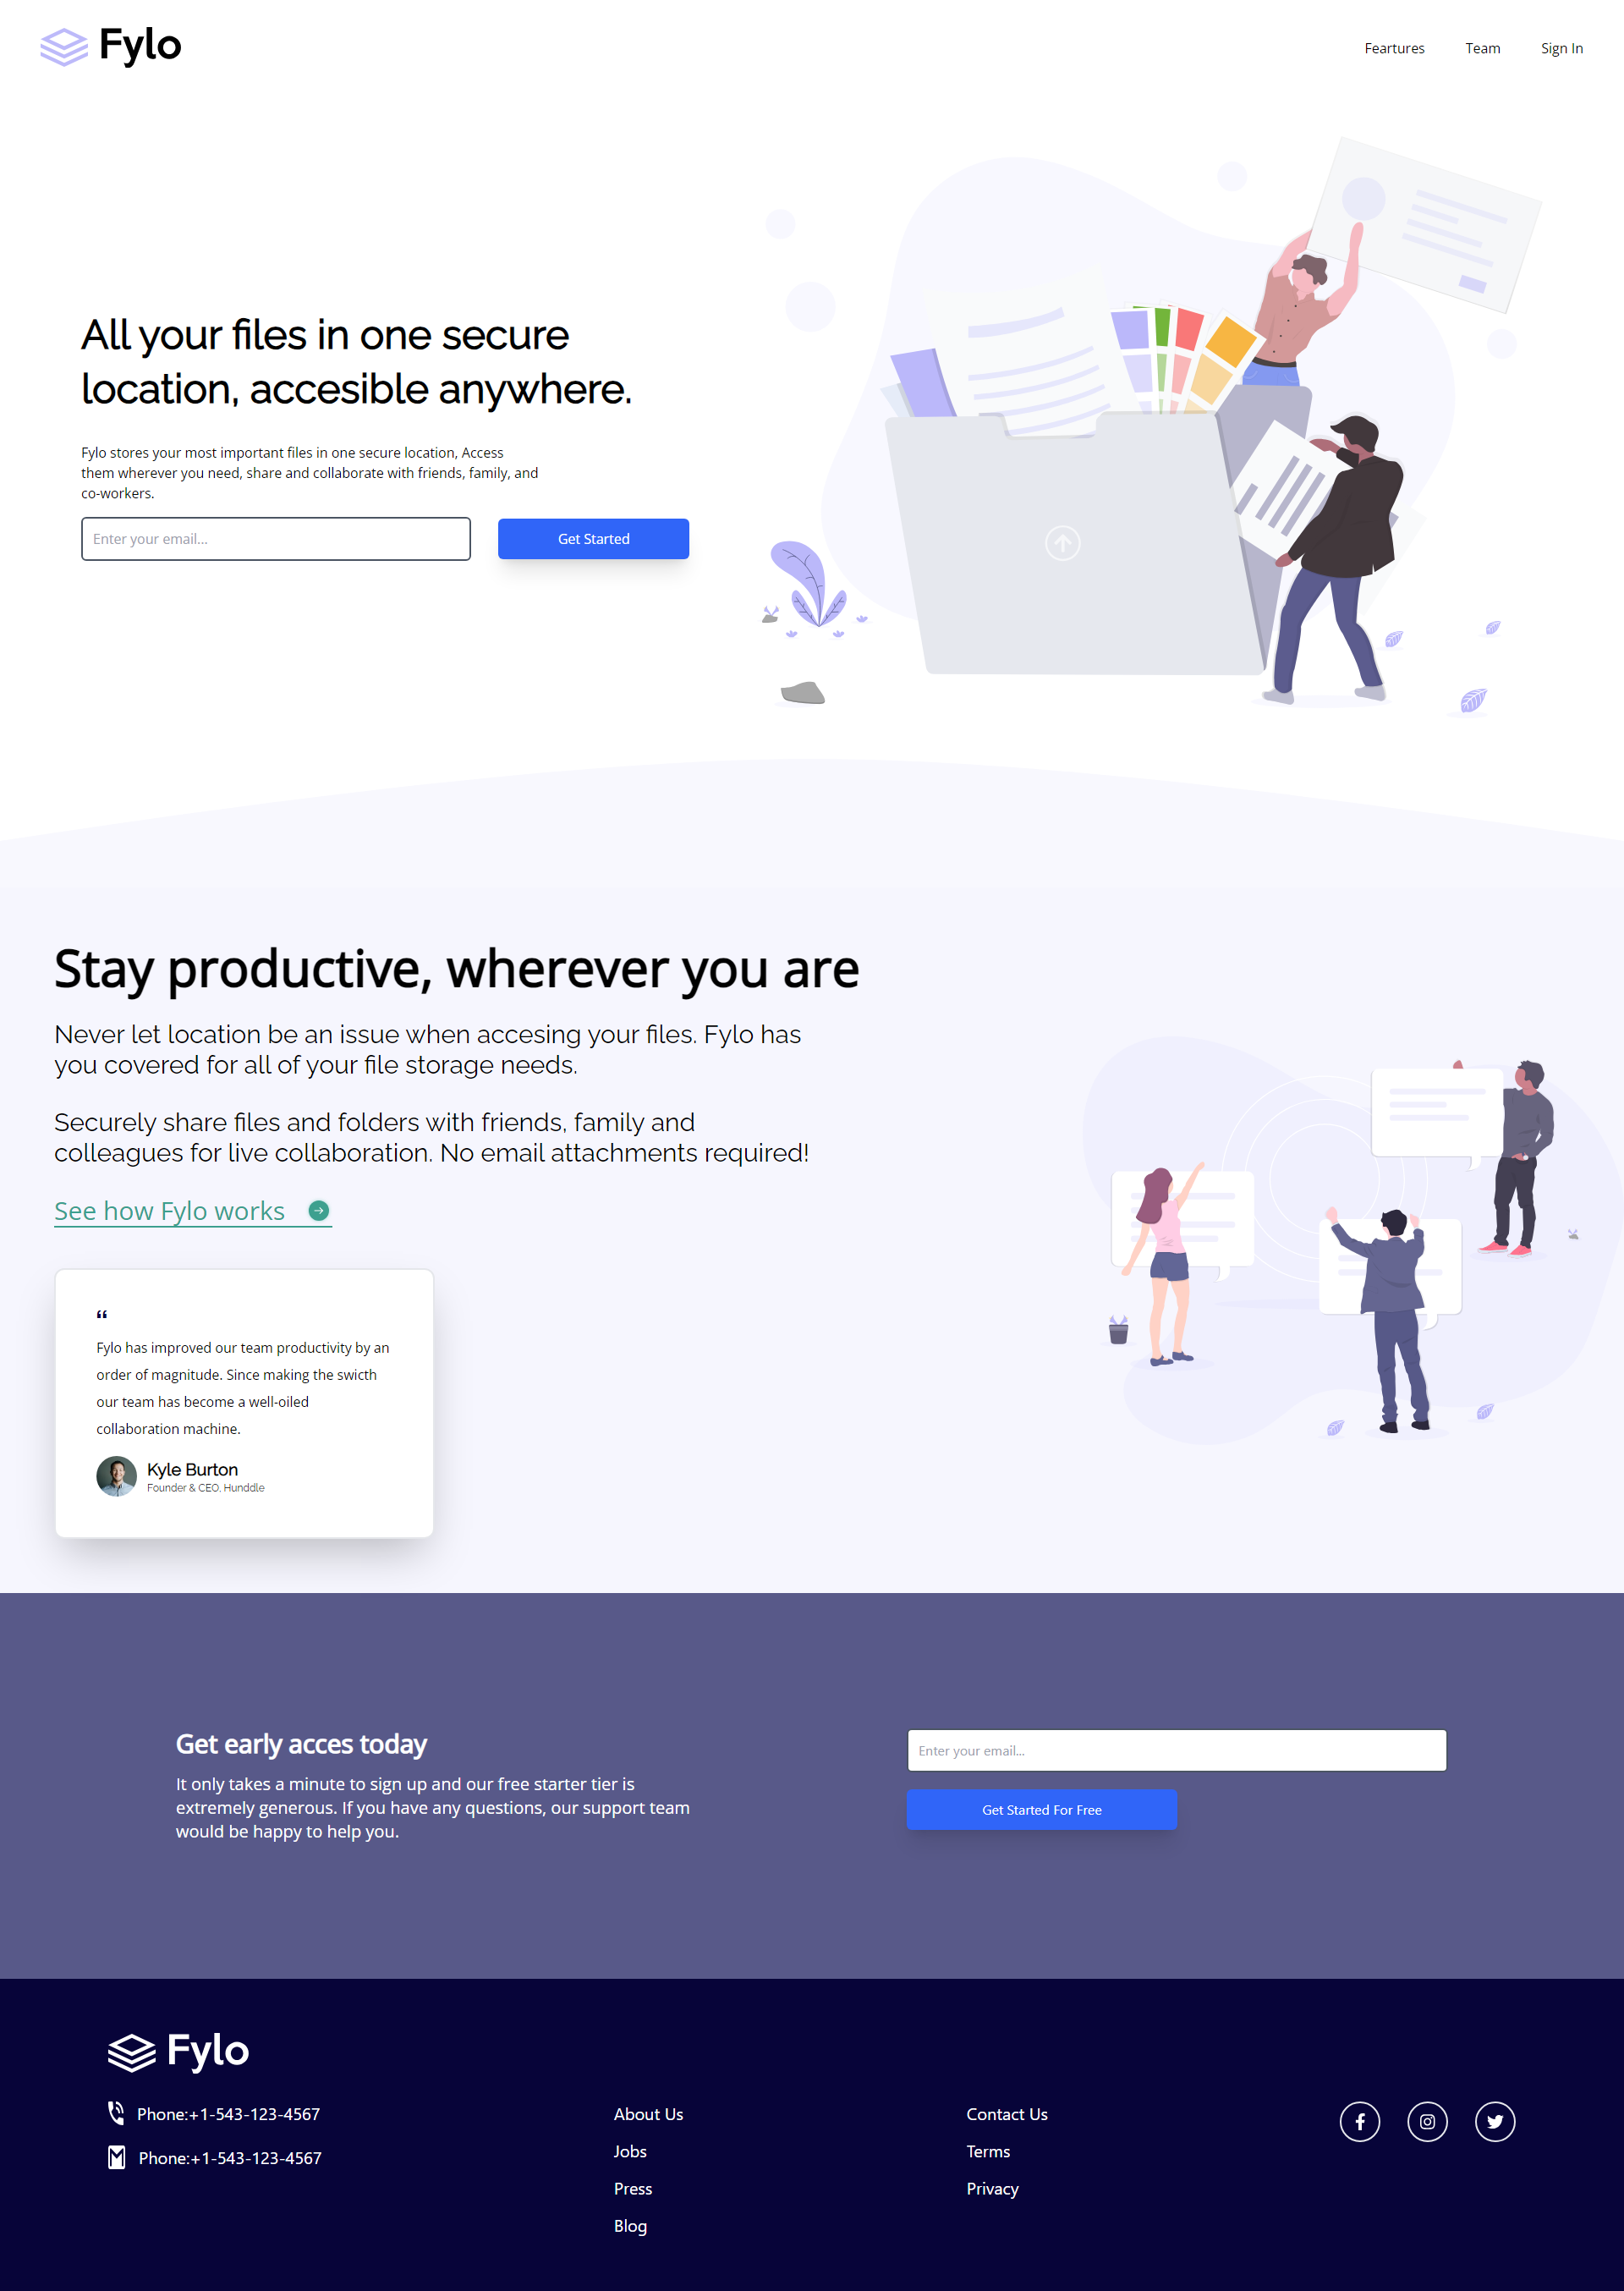 Fylo
Feartures
Team
Sign In
All your files in one secure
location, accesible anywhere.
Fylo stores your most important files in one secure location, Access
them wherever you need, share and collaborate with friends, family, and
co-workers.
Enter your email...
Get Started
Stay productive, wherever you are
Never let location be an issue when accesing your files. Fylo has
you covered for all of your file storage needs.
Securely share files and folders with friends, family and
colleagues for live collaboration. No email attachments required!
See how Fylo works
“
Fylo has improved our team productivity by an
order of magnitude. Since making the swicth
our team has become a well-oiled
collaboration machine.
Kyle Burton
Founder & CEO, Hunddle
Get early acces today
It only takes a minute to sign up and our free starter tier is
extremely generous. If you have any questions, our support team
would be happy to help you.
Enter your email...
Get Started For Free
Fylo
Phone:+1-543-123-4567
Phone:+1-543-123-4567
About Us
Jobs
Press
Blog
Contact Us
Terms
Privacy